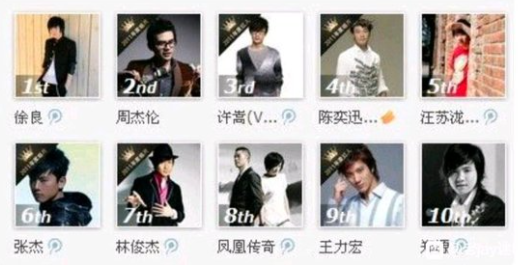 1st
2nd
3rd
4th
5th
徐良
周杰伦
许嵩(V...
陈奕迅...
汪苏泷...
6th
7th
8th
9th
10th
张杰
林俊杰
凤凰传奇
王力宏